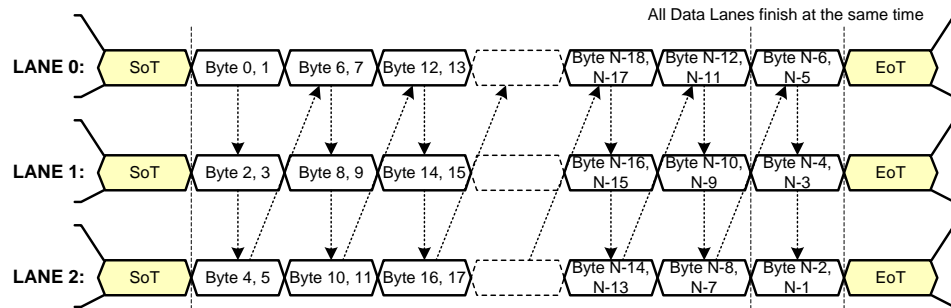 All Data Lanes finish at the same time
LANE 0: SoT Byte 0, 1 Byte 6, 7 Byte 12, 13 Byte N-18, N-17 Byte N-12, N-11 Byte N-6, N-5 EoT
LANE 1: SoT Byte 2, 3 Byte 8, 9 Byte 14, 15 Byte N-16, N-15 Byte N-10, N-9 Byte N-4, N-3 EoT
LANE 2: SoT Byte 4, 5 Byte 10, 11 Byte 16, 17 Byte N-14, N-13 Byte N-8, N-7 Byte N-2, N-1 EoT